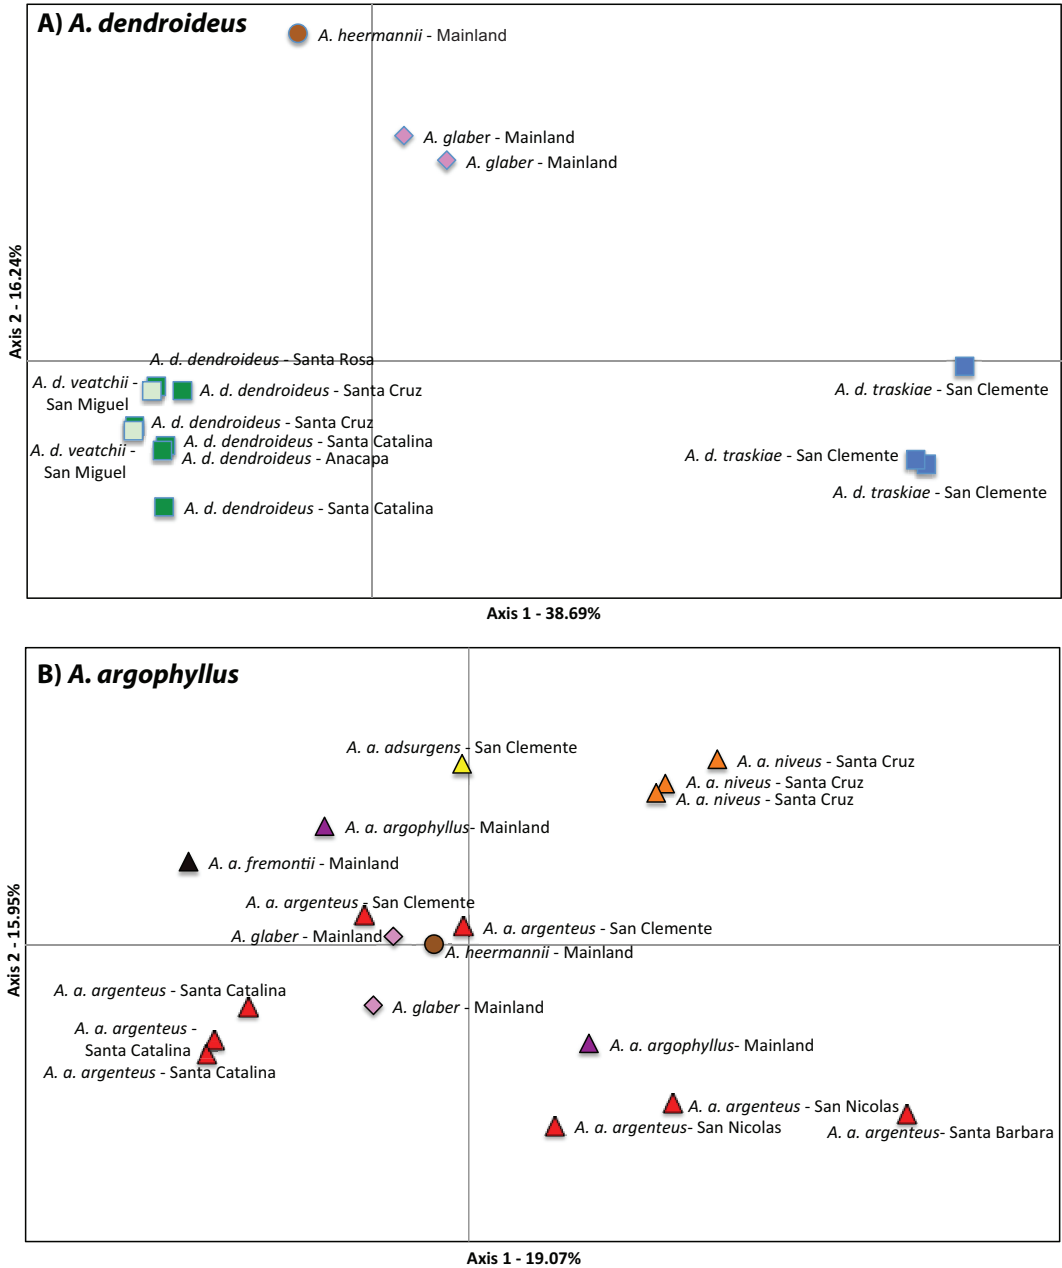 A) A. dendroideus
A. heermannii - Mainland
A. glaber - Mainland
A. glaber - Mainland
Axis 2 - 16.24%
A. d. dendroideus - Santa Rosa
A. d. veatchii -
San Miguel
A. d. dendroideus - Santa Cruz
A. d. traskiae - San Clemente
A. d. dendroideus - Santa Cruz
A. d. dendroideus - Santa Catalina
A. d. veatchii -
San Miguel
A. d. dendroideus - Anacapa
A. d. traskiae - San Clemente
A. d. traskiae - San Clemente
A. d. dendroideus - Santa Catalina
Axis 1 - 38.69%
B) A. argophyllus
A. a. adsurgens - San Clemente
A. a. niveus - Santa Cruz
A. a. niveus - Santa Cruz
A. a. niveus - Santa Cruz
A. a. argophyllus- Mainland
A. a. fremontii - Mainland
A. a. argenteus - San Clemente
A. a. argenteus - San Clemente
A. glaber - Mainland
A. heermannii - Mainland
Axis 2 - 15.95%
A. a. argenteus - Santa Catalina
A. glaber - Mainland
A. a. argenteus -
Santa Catalina
A. a. argenteus - Santa Catalina
A. a. argophyllus- Mainland
A. a. argenteus - San Nicolas
A. a. argenteus- San Nicolas
A. a. argenteus- Santa Barbara
Axis 1 - 19.07%